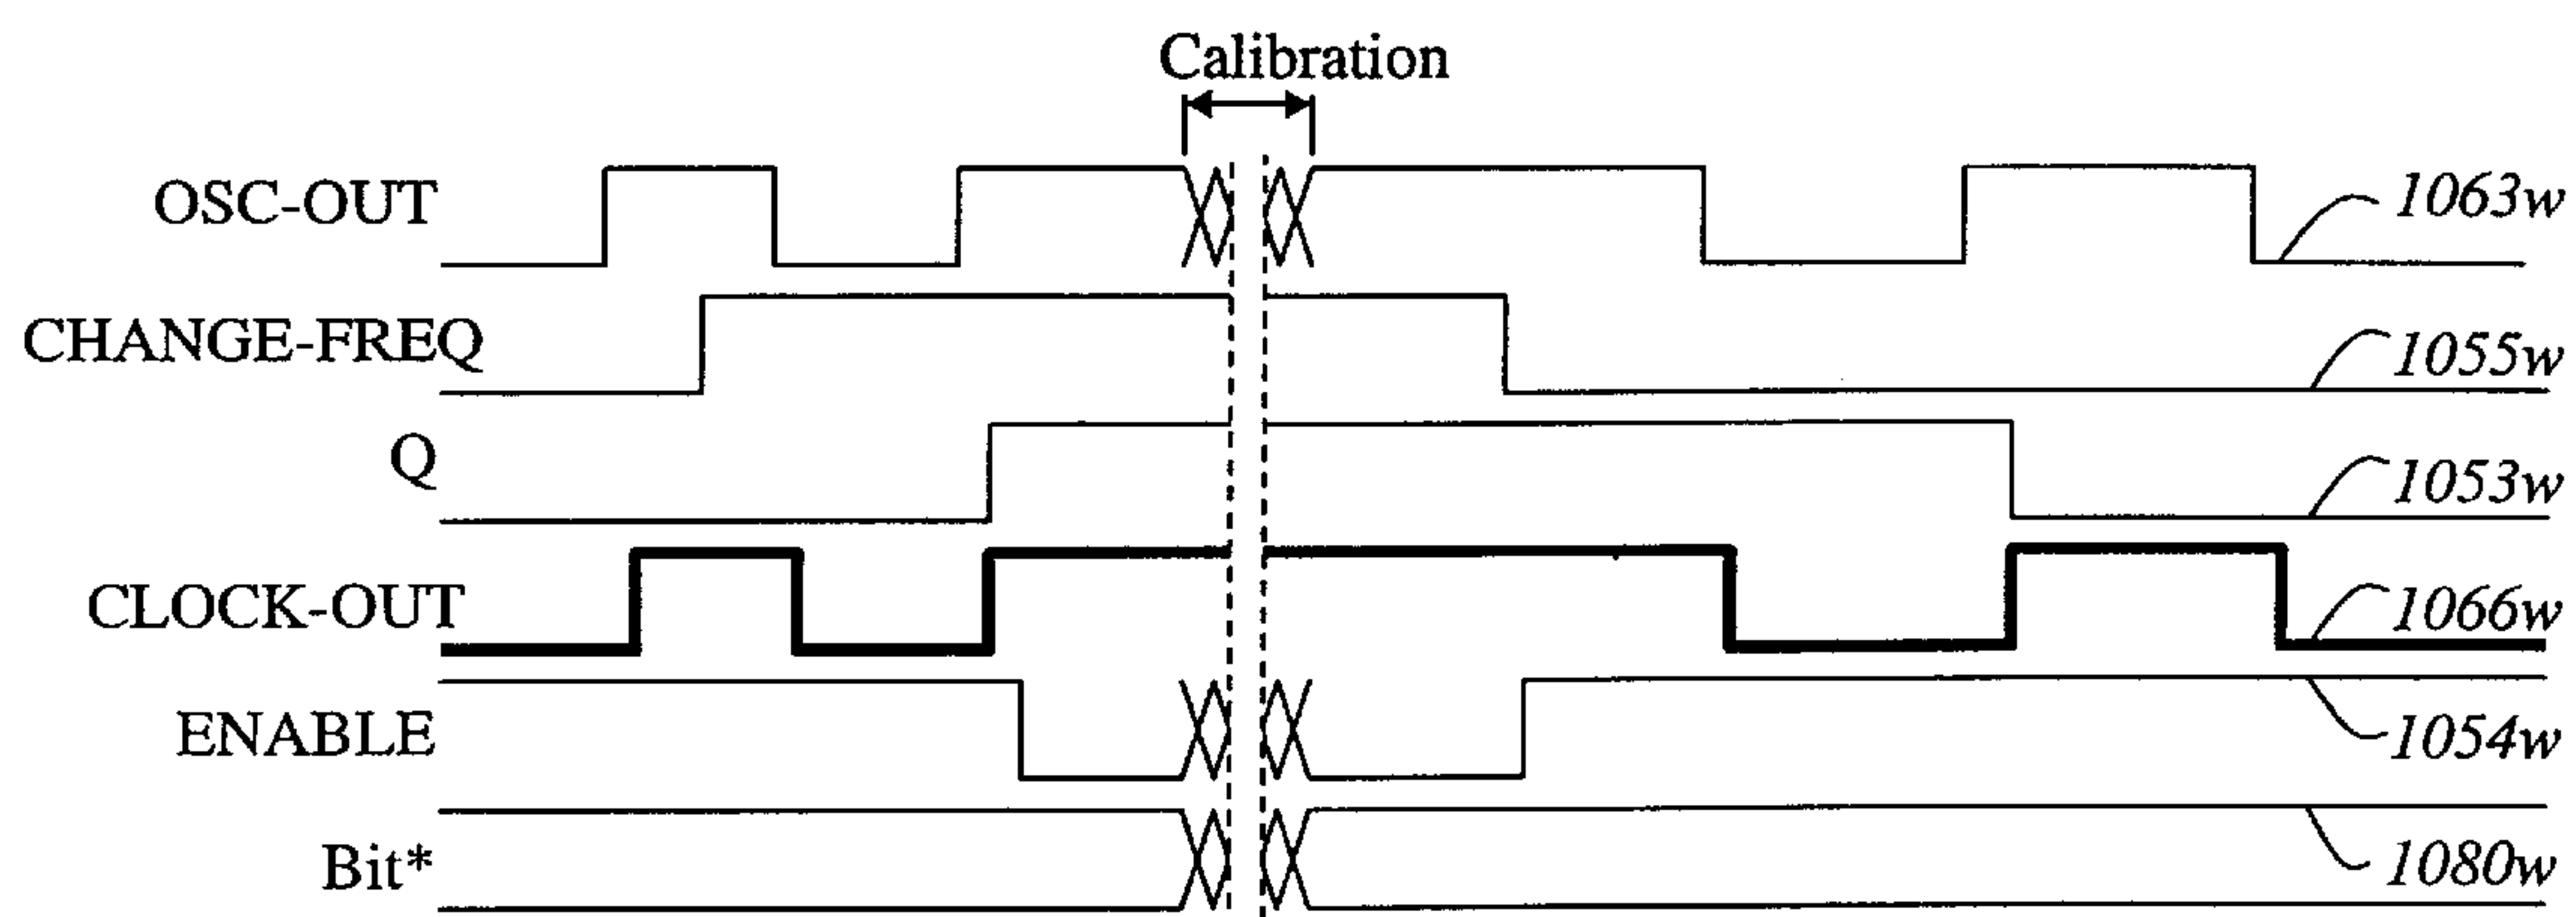 Calibration
OSC-OUT
1063w
CHANGE-FREQ
1055w
Q
1053w
CLOCK-OUT
1066w
ENABLE
1054w
Bit*
1080w